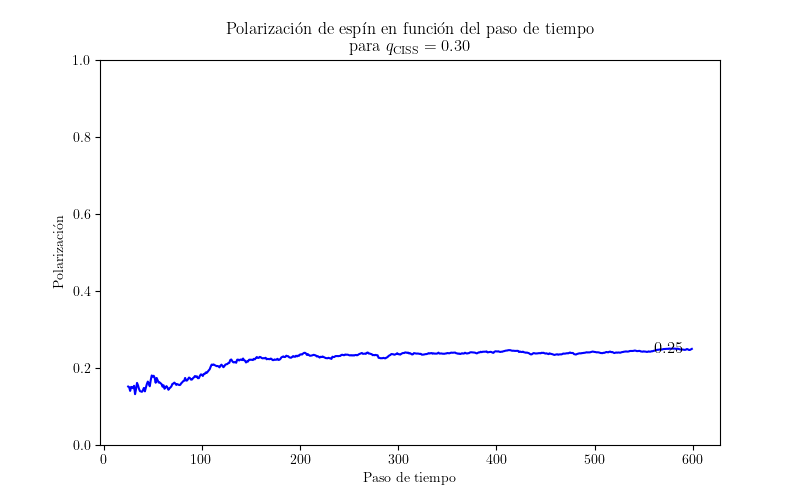 Polarización de espín en función del paso de tiempo
para q_CISS = 0.30
1.0
0.8
0.6
0.4
0.2
0.0
Polarización
0.25
0 100 200 300 400 500 600
Paso de tiempo